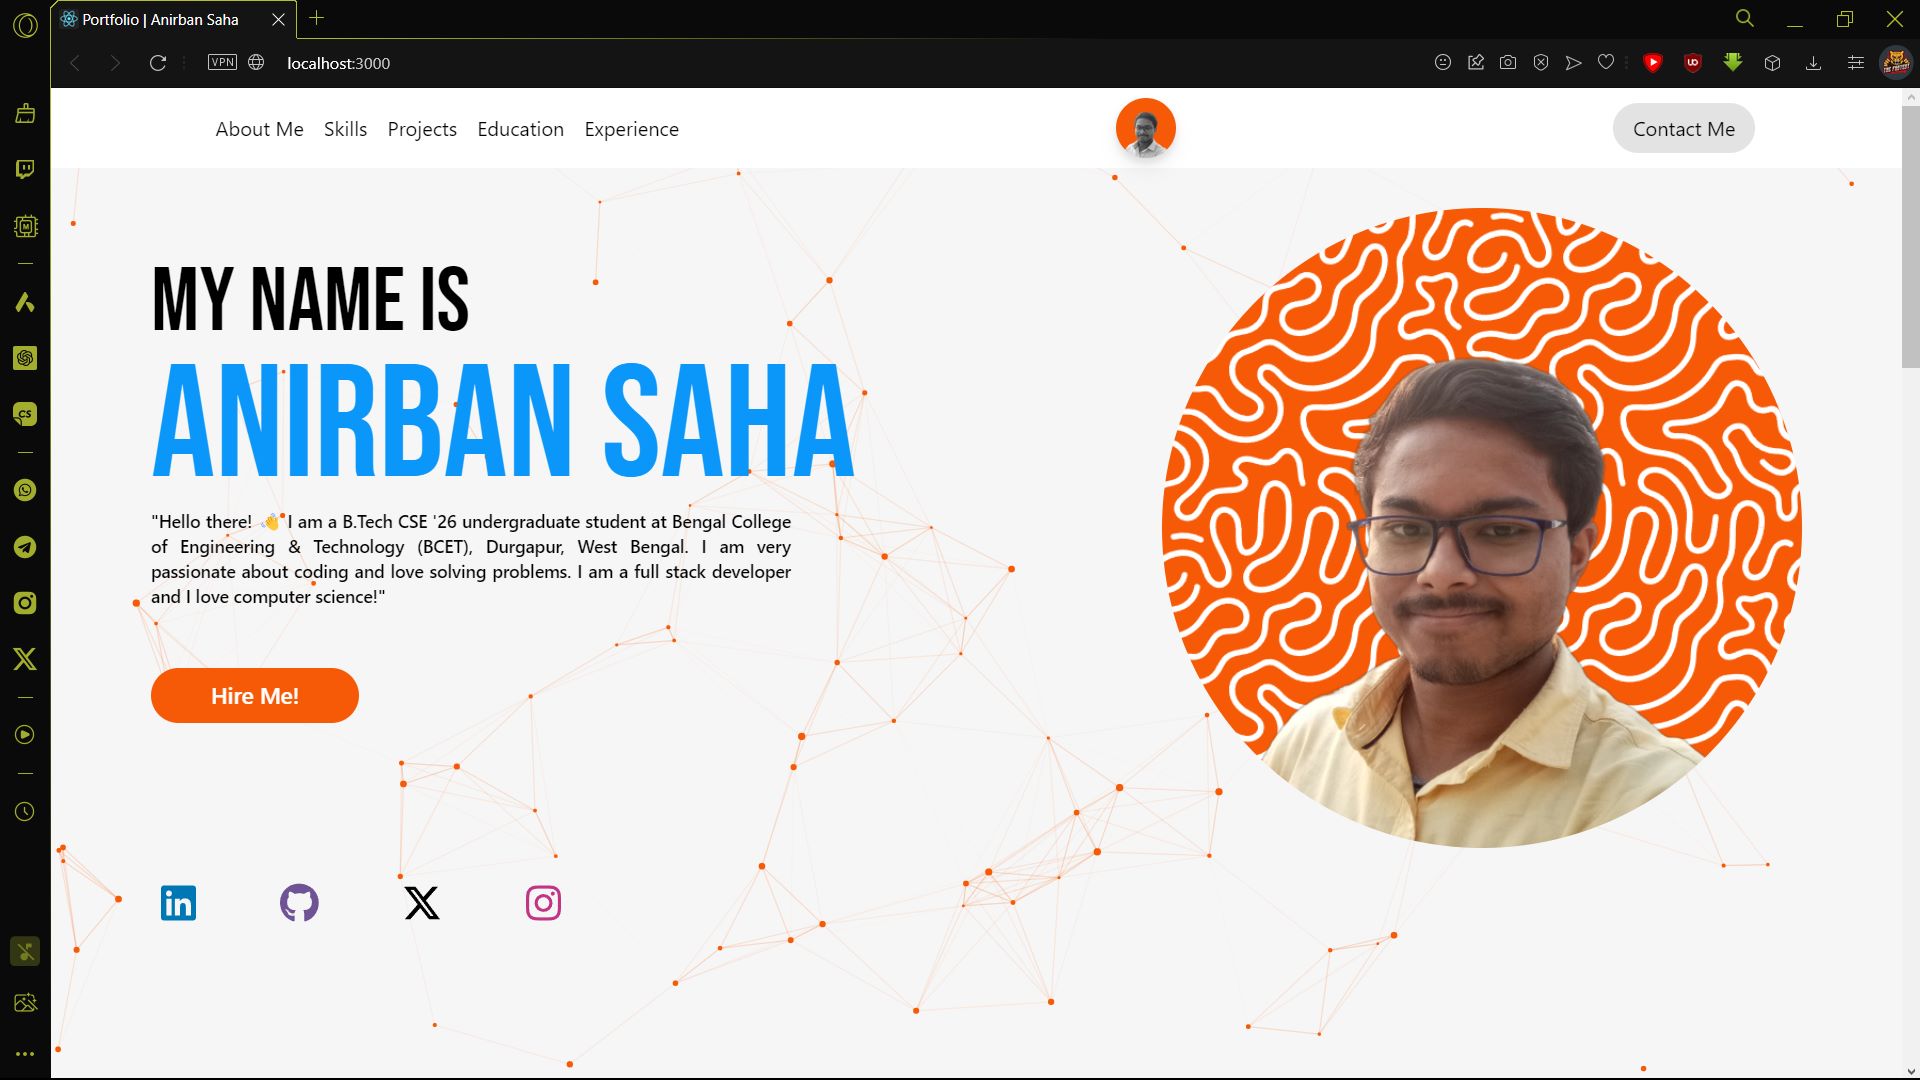 Portfolio | Anirban Saha
VPN
localhost:3000
About Me Skills Projects Education Experience
Contact Me
MY NAME IS
ANIRBAN SAHA
"Hello there! 👋 I am a B.Tech CSE '26 undergraduate student at Bengal College
of Engineering & Technology (BCET), Durgapur, West Bengal. I am very
passionate about coding and love solving problems. I am a full stack developer
and I love computer science!"
Hire Me!
CS
M
in